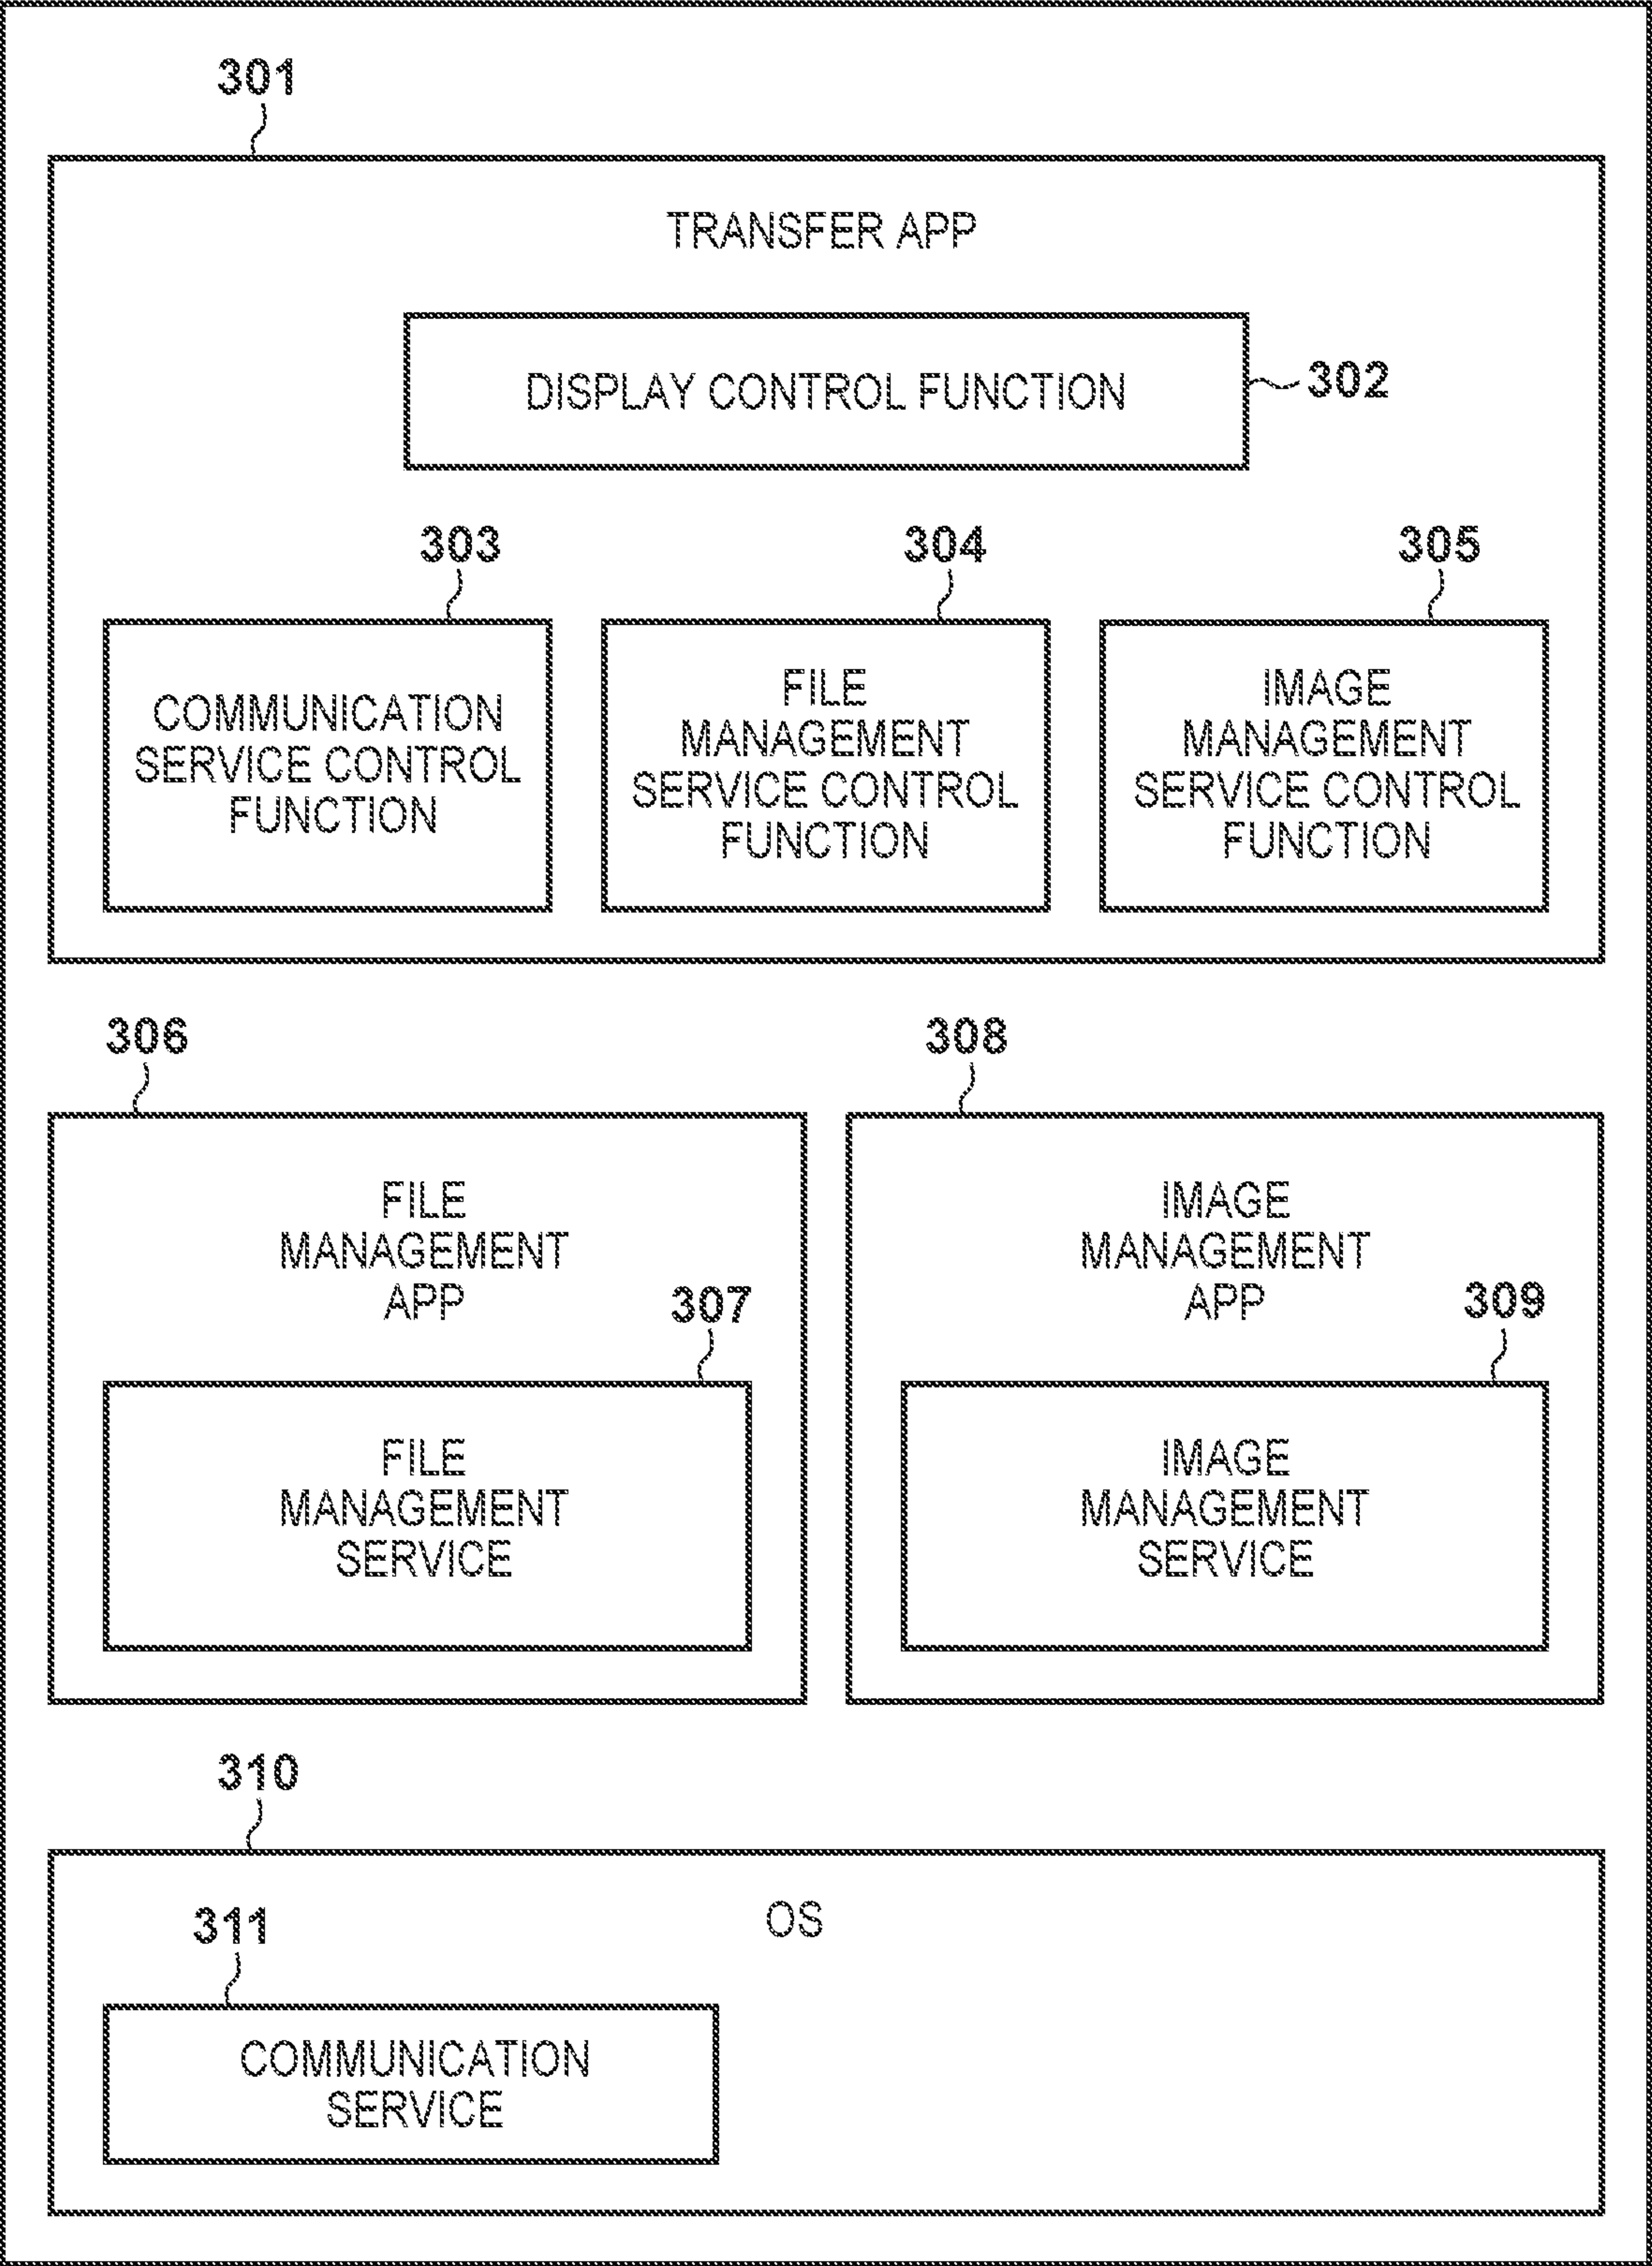 301
TRANSFER APP
DISPLAY CONTROL FUNCTION
302
303
COMMUNICATION
SERVICE CONTROL
FUNCTION
304
FILE
MANAGEMENT
SERVICE CONTROL
FUNCTION
305
IMAGE
MANAGEMENT
SERVICE CONTROL
FUNCTION
306
FILE
MANAGEMENT
APP
307
FILE
MANAGEMENT
SERVICE
308
IMAGE
MANAGEMENT
APP
309
IMAGE
MANAGEMENT
SERVICE
310
OS
311
COMMUNICATION
SERVICE